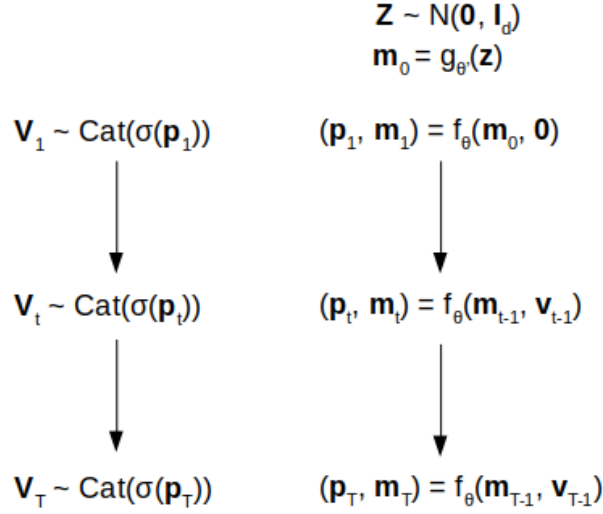 Z ~ N(0, I_d)
m_0 = g_θ'(z)
V_1 ~ Cat(σ(p_1)) (p_1, m_1) = f_θ(m_0, 0)
V_t ~ Cat(σ(p_t)) (p_t, m_t) = f_θ(m_t-1, v_t-1)
V_T ~ Cat(σ(p_T)) (p_T, m_T) = f_θ(m_T-1, v_T-1)